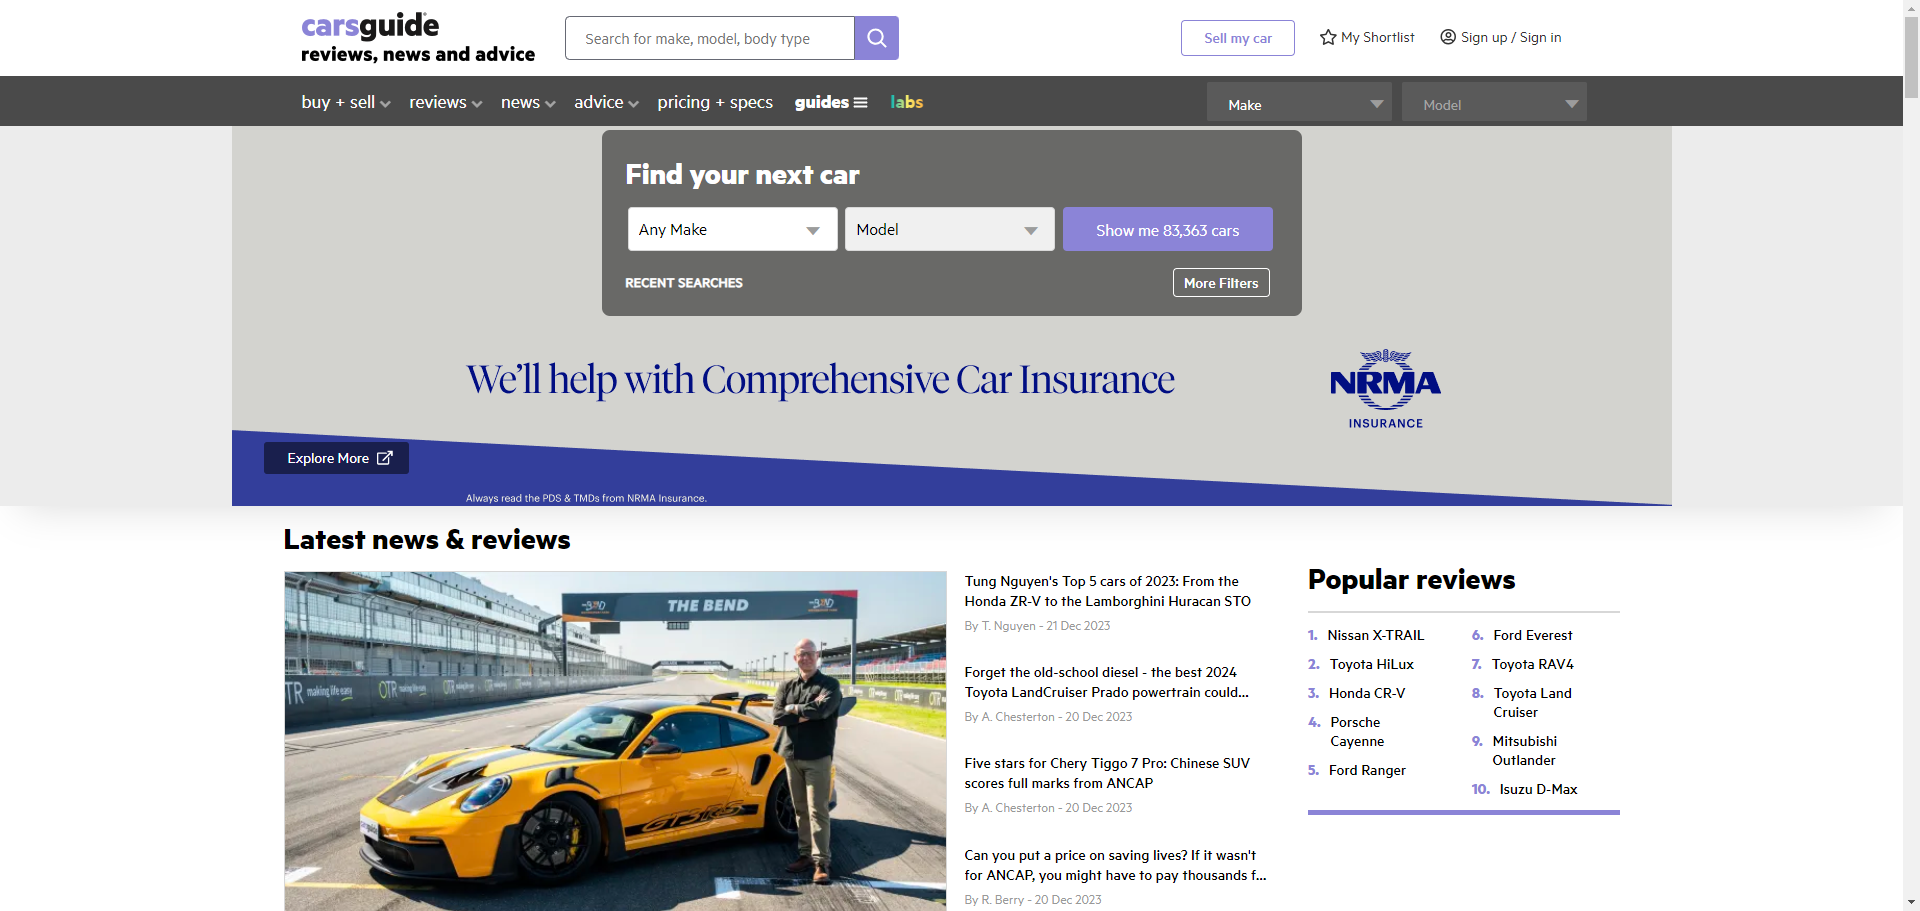 carsguide
reviews, news and advice
Search for make, model, body type
Sell my car
My Shortlist
Sign up / Sign in
buy + sell
reviews
news
advice
pricing + specs
guides
labs
Make
Model
Find your next car
Any Make
Model
Show me 83,363 cars
RECENT SEARCHES
More Filters
We'll help with Comprehensive Car Insurance
NRMA
INSURANCE
Explore More
Always read the PDS & TMDs from NRMA Insurance.
Latest news & reviews
THE BEND
OTR making life easy
OTR
carsguide
GT3 RS
Tung Nguyen's Top 5 cars of 2023: From the
Honda ZR-V to the Lamborghini Huracan STO
By T. Nguyen - 21 Dec 2023
Forget the old-school diesel - the best 2024
Toyota LandCruiser Prado powertrain could...
By A. Chesterton - 20 Dec 2023
Five stars for Chery Tiggo 7 Pro: Chinese SUV
scores full marks from ANCAP
By A. Chesterton - 20 Dec 2023
Can you put a price on saving lives? If it wasn't
for ANCAP, you might have to pay thousands f...
By R. Berry - 20 Dec 2023
Popular reviews
1. Nissan X-TRAIL
2. Toyota HiLux
3. Honda CR-V
4. Porsche
Cayenne
5. Ford Ranger
6. Ford Everest
7. Toyota RAV4
8. Toyota Land
Cruiser
9. Mitsubishi
Outlander
10. Isuzu D-Max